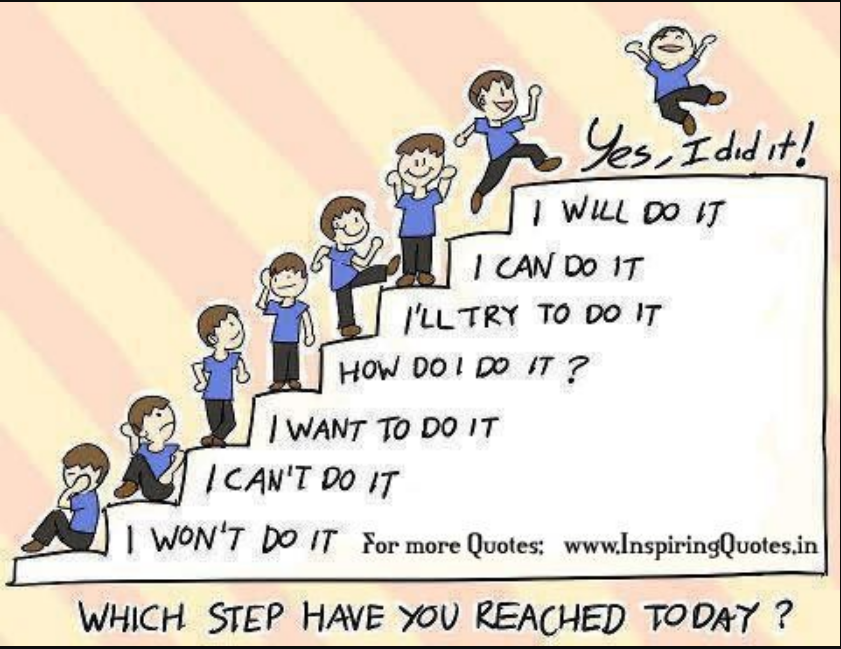 Yes, I did it!
I WILL DO IT
I CAN DO IT
I'LL TRY TO DO IT
HOW DO I DO IT ?
I WANT TO DO IT
I CAN'T DO IT
I WON'T DO IT For more Quotes: www.InspiringQuotes.in
WHICH STEP HAVE YOU REACHED TODAY ?